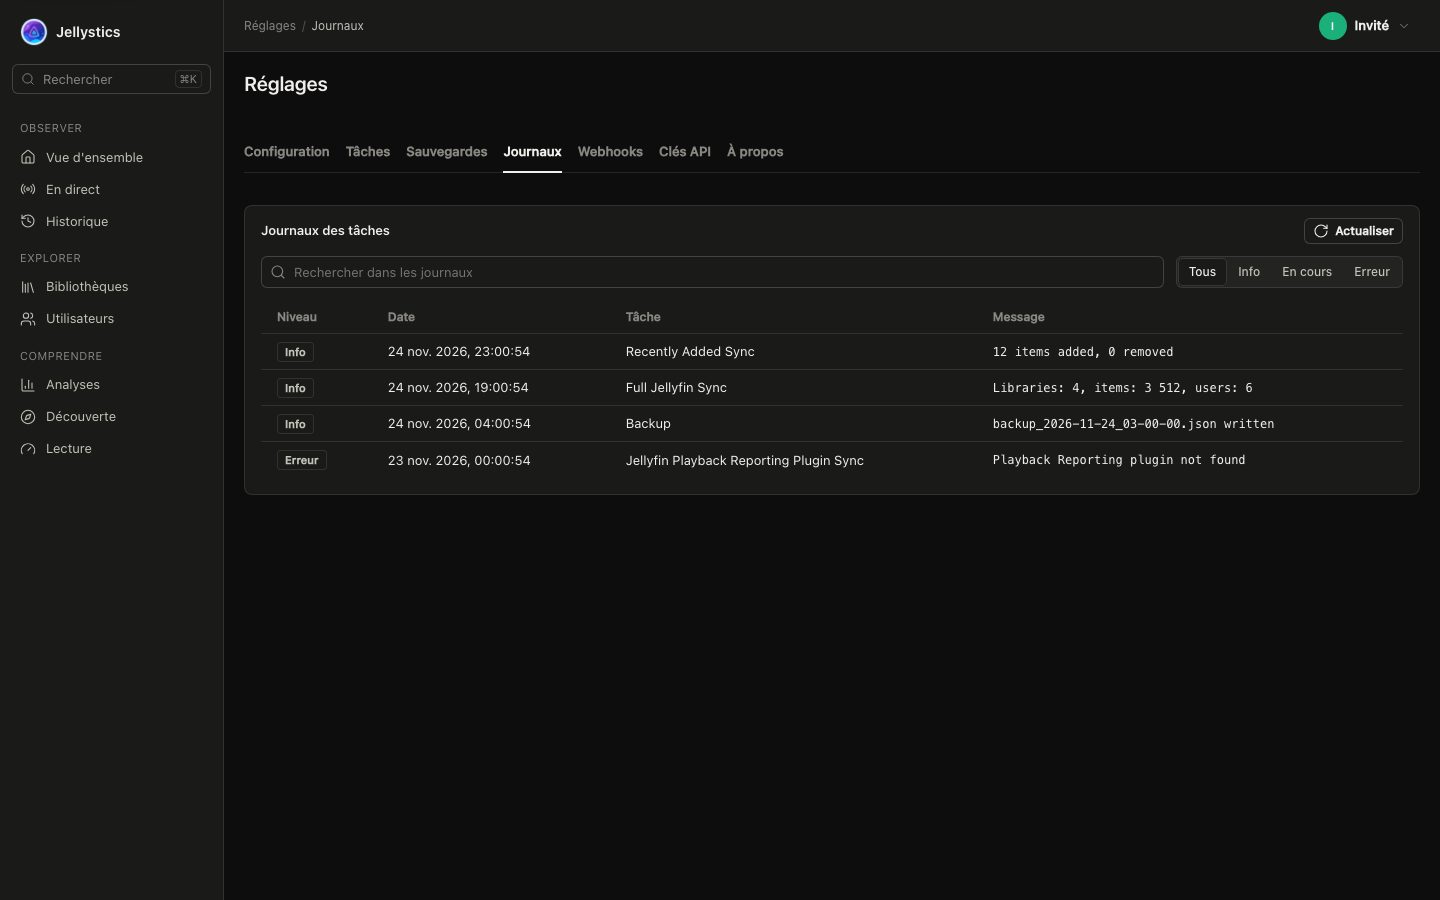 Jellystics
Réglages / Journaux
I Invité
Rechercher ⌘K
Réglages
OBSERVER
Vue d'ensemble
En direct
Historique
EXPLORER
Bibliothèques
Utilisateurs
COMPRENDRE
Analyses
Découverte
Lecture
Configuration Tâches Sauvegardes Journaux Webhooks Clés API À propos
Journaux des tâches
Actualiser
Rechercher dans les journaux
Tous Info En cours Erreur
Niveau Date Tâche Message
Info 24 nov. 2026, 23:00:54 Recently Added Sync 12 items added, 0 removed
Info 24 nov. 2026, 19:00:54 Full Jellyfin Sync Libraries: 4, items: 3 512, users: 6
Info 24 nov. 2026, 04:00:54 Backup backup_2026-11-24_03-00-00.json written
Erreur 23 nov. 2026, 00:00:54 Jellyfin Playback Reporting Plugin Sync Playback Reporting plugin not found